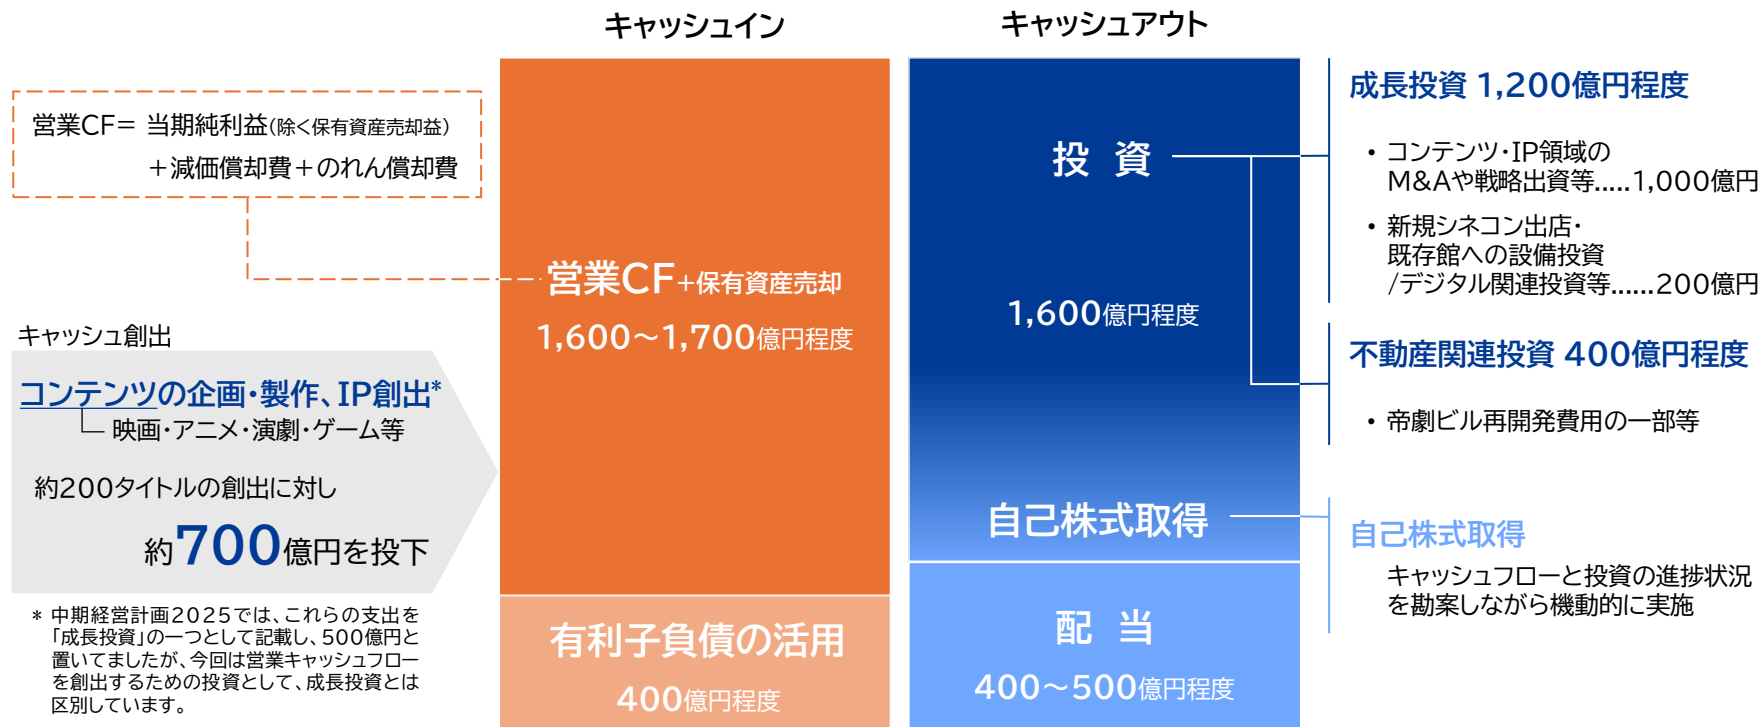 キャッシュイン
キャッシュアウト
営業CF＝ 当期純利益(除く保有資産売却益)
＋減価償却費＋のれん償却費
キャッシュ創出
コンテンツの企画・製作、IP創出*
映画・アニメ・演劇・ゲーム等
約200タイトルの創出に対し
約700億円を投下
* 中期経営計画2025では、これらの支出を
「成長投資」の一つとして記載し、500億円と
置いてましたが、今回は営業キャッシュフロー
を創出するための投資として、成長投資とは
区別しています。
営業CF+保有資産売却
1,600～1,700億円程度
有利子負債の活用
400億円程度
投 資
1,600億円程度
自己株式取得
配 当
400～500億円程度
成長投資 1,200億円程度
• コンテンツ・IP領域の
M&Aや戦略出資等.....1,000億円
• 新規シネコン出店・
既存館への設備投資
/デジタル関連投資等......200億円
不動産関連投資 400億円程度
• 帝劇ビル再開発費用の一部等
自己株式取得
キャッシュフローと投資の進捗状況
を勘案しながら機動的に実施